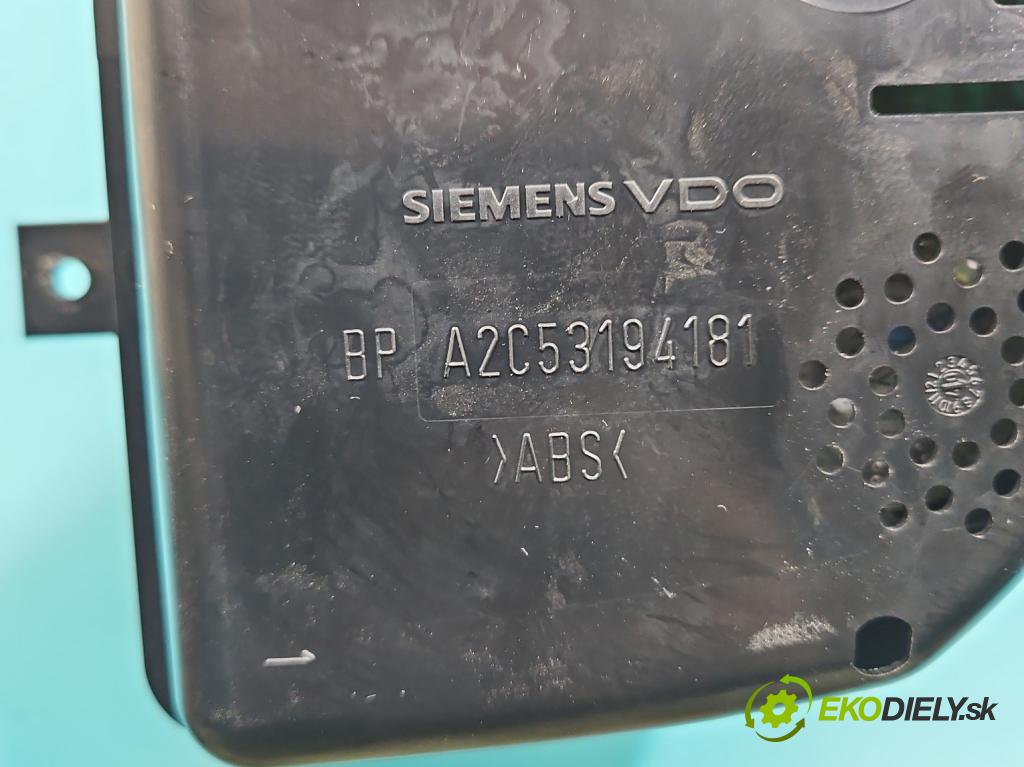 SIEMENS VDO
BP A2C53194181
>ABS<
EKODIELY.sk